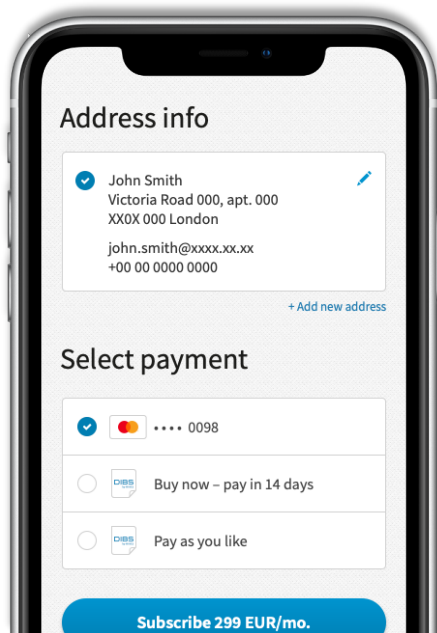 Address info
John Smith
Victoria Road 000, apt. 000
XX0X 000 London
john.smith@xxxx.xx.xx
+00 00 0000 0000
+ Add new address
Select payment
•••• 0098
DIBS
Buy now – pay in 14 days
DIBS
Pay as you like
Subscribe 299 EUR/mo.